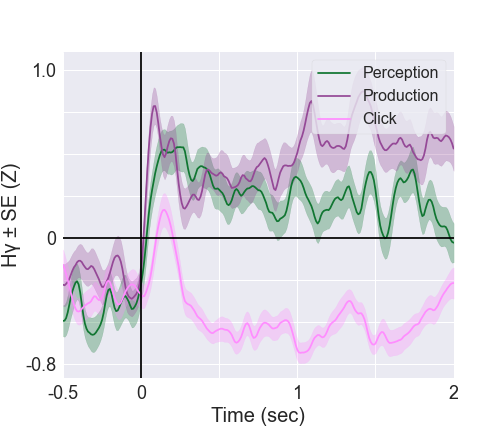 1.0
0
-0.8
Hγ ± SE (Z)
Perception
Production
Click
-0.5 0 1 2
Time (sec)